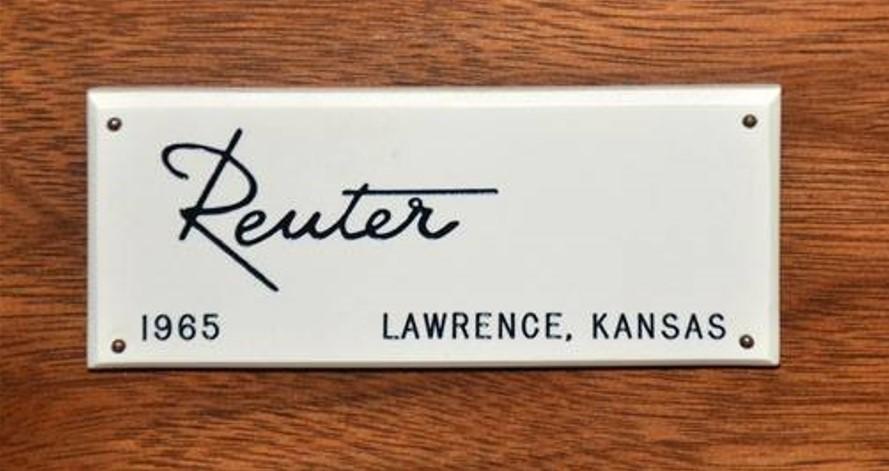 Reuter
1965 LAWRENCE, KANSAS